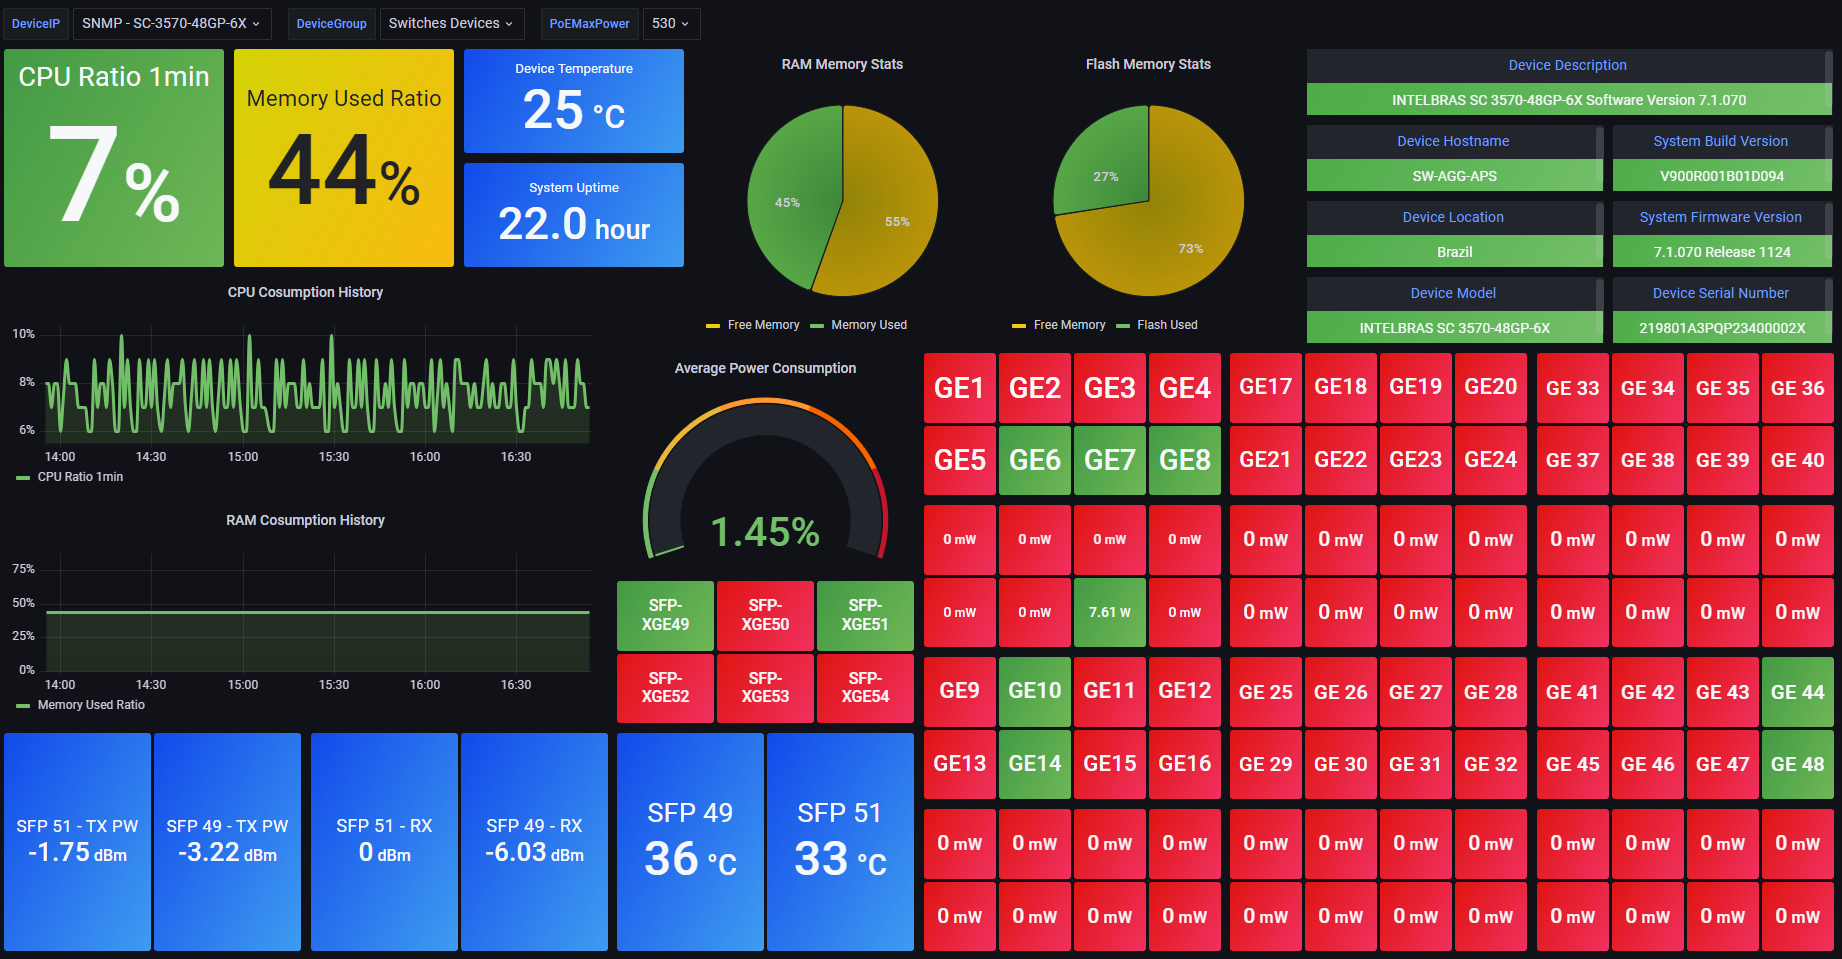 DeviceIP SNMP - SC-3570-48GP-6X DeviceGroup Switches Devices PoEMaxPower 530
CPU Ratio 1min
7%
Memory Used Ratio
44%
Device Temperature
25 °C
System Uptime
22.0 hour
RAM Memory Stats
45%
55%
Free Memory Memory Used
Flash Memory Stats
27%
73%
Free Memory Flash Used
Device Description
INTELBRAS SC 3570-48GP-6X Software Version 7.1.070
Device Hostname
SW-AGG-APS
System Build Version
V900R001B01D094
Device Location
Brazil
System Firmware Version
7.1.070 Release 1124
Device Model
INTELBRAS SC 3570-48GP-6X
Device Serial Number
219801A3PQP23400002X
CPU Cosumption History
10%
8%
6%
14:00 14:30 15:00 15:30 16:00 16:30
CPU Ratio 1min
RAM Cosumption History
75%
50%
25%
0%
14:00 14:30 15:00 15:30 16:00 16:30
Memory Used Ratio
Average Power Consumption
1.45%
SFP-
XGE49
SFP-
XGE50
SFP-
XGE51
SFP-
XGE52
SFP-
XGE53
SFP-
XGE54
SFP 51 - TX PW
-1.75 dBm
SFP 49 - TX PW
-3.22 dBm
SFP 51 - RX
0 dBm
SFP 49 - RX
-6.03 dBm
SFP 49
36 °C
SFP 51
33 °C
GE1 GE2 GE3 GE4 GE17 GE18 GE19 GE20 GE 33 GE 34 GE 35 GE 36
GE5 GE6 GE7 GE8 GE21 GE22 GE23 GE24 GE 37 GE 38 GE 39 GE 40
0 mW 0 mW 0 mW 0 mW 0 mW 0 mW 0 mW 0 mW 0 mW 0 mW 0 mW 0 mW
0 mW 0 mW 7.61 W 0 mW 0 mW 0 mW 0 mW 0 mW 0 mW 0 mW 0 mW 0 mW
GE9 GE10 GE11 GE12 GE 25 GE 26 GE 27 GE 28 GE 41 GE 42 GE 43 GE 44
GE13 GE14 GE15 GE16 GE 29 GE 30 GE 31 GE 32 GE 45 GE 46 GE 47 GE 48
0 mW 0 mW 0 mW 0 mW 0 mW 0 mW 0 mW 0 mW 0 mW 0 mW 0 mW 0 mW
0 mW 0 mW 0 mW 0 mW 0 mW 0 mW 0 mW 0 mW 0 mW 0 mW 0 mW 0 mW